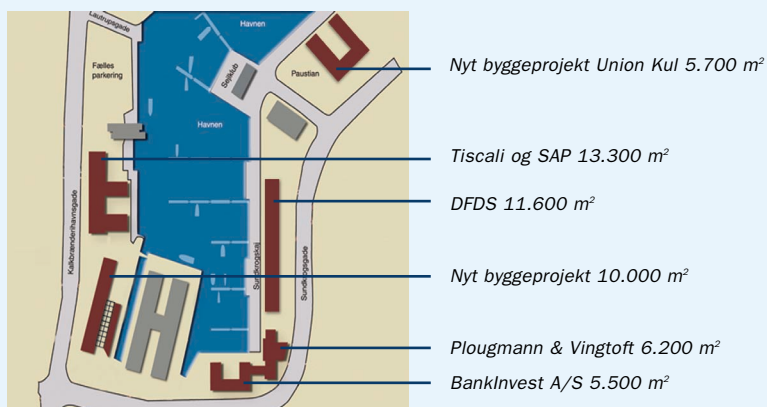 Lautrupsgade
Havnen
Fælles
parkering
Sejlklub
Paustian
Havnen
Kalkbrænderihavnsgade
Sundkrogskaj
Sundkrogsgade
Nyt byggeprojekt Union Kul 5.700 m²
Tiscali og SAP 13.300 m²
DFDS 11.600 m²
Nyt byggeprojekt 10.000 m²
Plougmann & Vingtoft 6.200 m²
BankInvest A/S 5.500 m²